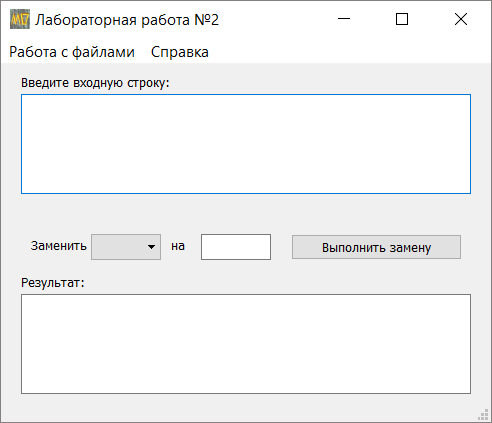 Лабораторная работа №2
Работа с файлами Справка
Введите входную строку:
Заменить на Выполнить замену
Результат: